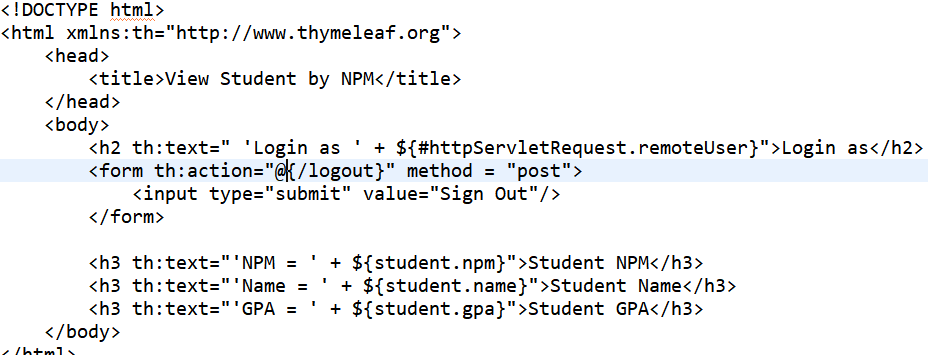 <!DOCTYPE html>
<html xmlns:th="http://www.thymeleaf.org">
    <head>
        <title>View Student by NPM</title>
    </head>
    <body>
        <h2 th:text=" 'Login as ' + ${#httpServletRequest.remoteUser}">Login as</h2>
        <form th:action="@{/logout}" method = "post">
            <input type="submit" value="Sign Out"/>
        </form>

        <h3 th:text="'NPM = ' + ${student.npm}">Student NPM</h3>
        <h3 th:text="'Name = ' + ${student.name}">Student Name</h3>
        <h3 th:text="'GPA = ' + ${student.gpa}">Student GPA</h3>
    </body>
</html>